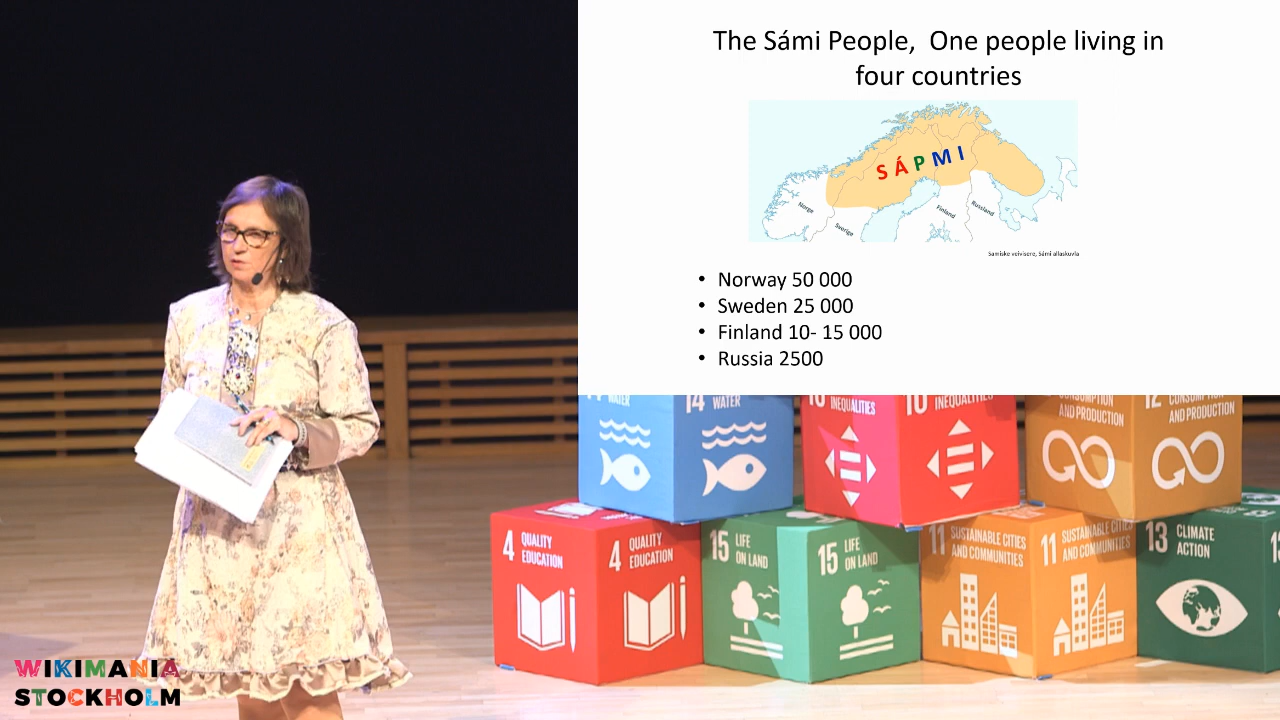 The Sámi People,  One people living in
four countries
SÁPMI
Norge
Sverige
Finland
Russland
Samiske veivisere, Sámi allaskuvla
• Norway 50 000
• Sweden 25 000
• Finland 10- 15 000
• Russia 2500
WATER
14 WATER
10 INEQUALITIES
10 INEQUALITIES
CONSUMPTION
AND PRODUCTION
12 CONSUMPTION
AND PRODUCTION
4 QUALITY
EDUCATION
4 QUALITY
EDUCATION
15 LIFE
ON LAND
15 LIFE
ON LAND
11 SUSTAINABLE CITIES
AND COMMUNITIES
11 SUSTAINABLE CITIES
AND COMMUNITIES
13 CLIMATE
ACTION
WIKIMANIA
STOCKHOLM